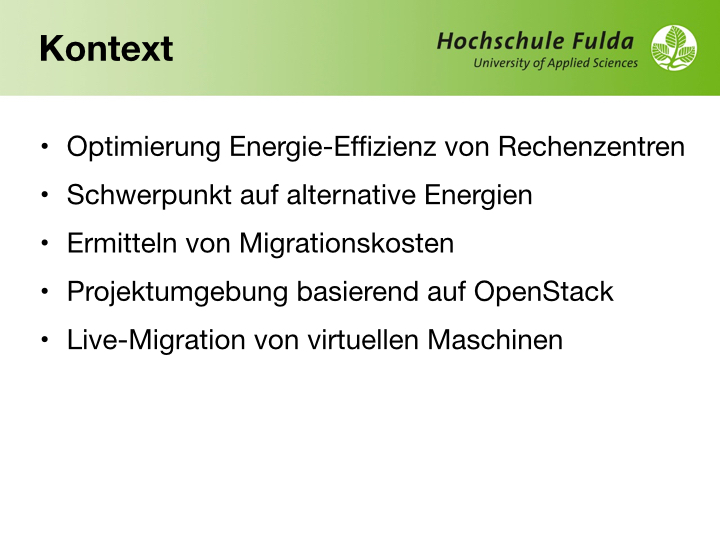 Kontext
Hochschule Fulda
University of Applied Sciences
• Optimierung Energie-Effizienz von Rechenzentren
• Schwerpunkt auf alternative Energien
• Ermitteln von Migrationskosten
• Projektumgebung basierend auf OpenStack
• Live-Migration von virtuellen Maschinen